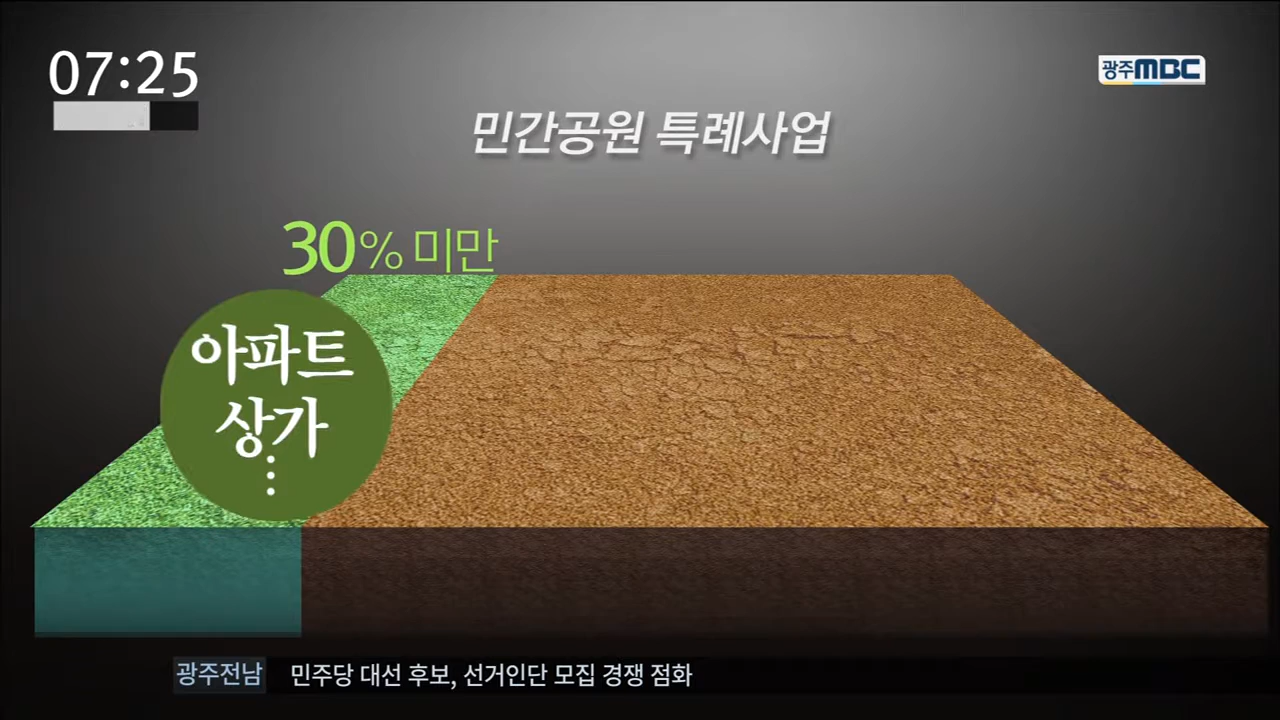 07:25
광주MBC
민간공원 특례사업
30% 미만
아파트
상가
⋮
광주전남 민주당 대선 후보, 선거인단 모집 경쟁 점화